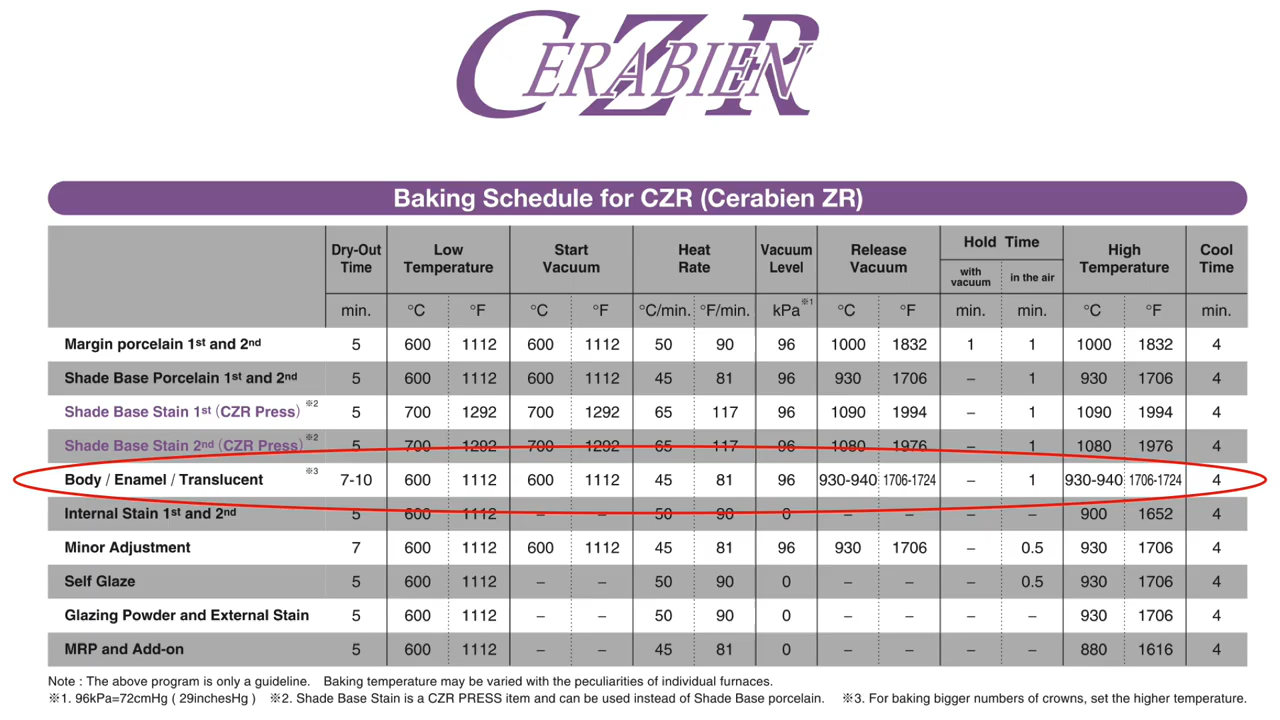 CERABIEN
CZR
Baking Schedule for CZR (Cerabien ZR)
Dry-Out Time Low Temperature Start Vacuum Heat Rate Vacuum Level Release Vacuum Hold Time High Temperature Cool Time
with vacuum in the air
min. °C °F °C °F °C/min. °F/min. kPa※1 °C °F min. min. °C °F min.
Margin porcelain 1st and 2nd 5 600 1112 600 1112 50 90 96 1000 1832 1 1 1000 1832 4
Shade Base Porcelain 1st and 2nd 5 600 1112 600 1112 45 81 96 930 1706 – 1 930 1706 4
Shade Base Stain 1st (CZR Press) ※2 5 700 1292 700 1292 65 117 96 1090 1994 – 1 1090 1994 4
Shade Base Stain 2nd (CZR Press) ※2 5 700 1292 700 1292 65 117 96 1080 1976 – 1 1080 1976 4
Body / Enamel / Translucent ※3 7-10 600 1112 600 1112 45 81 96 930-940 1706-1724 – 1 930-940 1706-1724 4
Internal Stain 1st and 2nd 5 600 1112 – – 50 90 0 – – – – 900 1652 4
Minor Adjustment 7 600 1112 600 1112 45 81 96 930 1706 – 0.5 930 1706 4
Self Glaze 5 600 1112 – – 50 90 0 – – – 0.5 930 1706 4
Glazing Powder and External Stain 5 600 1112 – – 50 90 0 – – – – 930 1706 4
MRP and Add-on 5 600 1112 – – 45 81 0 – – – – 880 1616 4
Note : The above program is only a guideline. Baking temperature may be varied with the peculiarities of individual furnaces.
※1. 96kPa=72cmHg ( 29inchesHg ) ※2. Shade Base Stain is a CZR PRESS item and can be used instead of Shade Base porcelain. ※3. For baking bigger numbers of crowns, set the higher temperature.